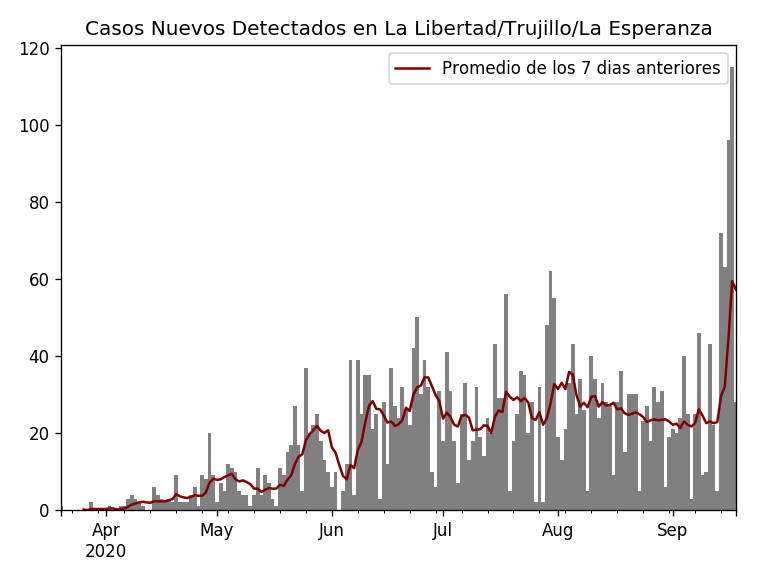 Casos Nuevos Detectados en La Libertad/Trujillo/La Esperanza
Promedio de los 7 dias anteriores
120
100
80
60
40
20
0
Apr May Jun Jul Aug Sep
2020